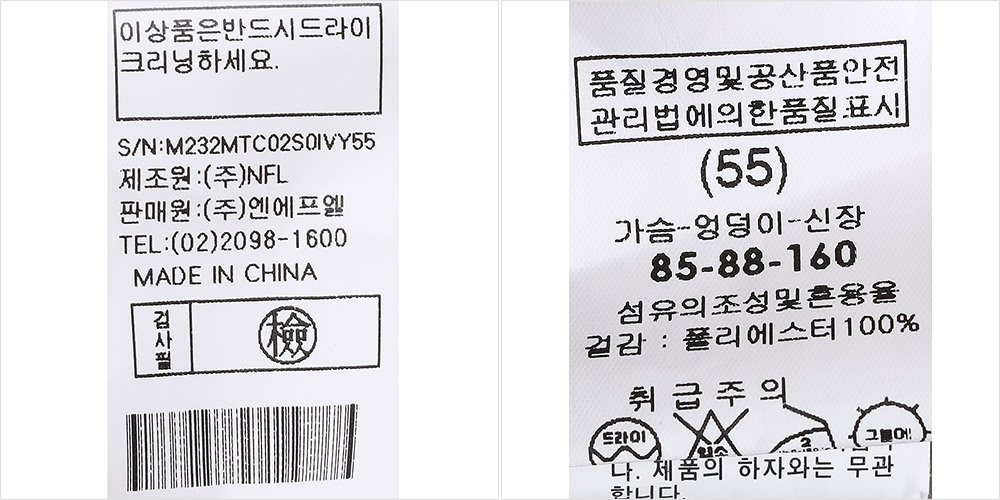 이상품은반드시드라이
크리닝하세요.
S/N:M232MTC02S0IVY55
제조원:(주)NFL
판매원:(주)엔에프엘
TEL:(02)2098-1600
MADE IN CHINA
검사필
檢
품질경영및공산품안전
관리법에의한품질표시
(55)
가슴-엉덩이-신장
85-88-160
섬유의조성및혼용율
겉감 : 폴리에스터100%
취급주의
드라이
염소
2
그늘에!
나. 제품의 하자와는 무관
합니다.